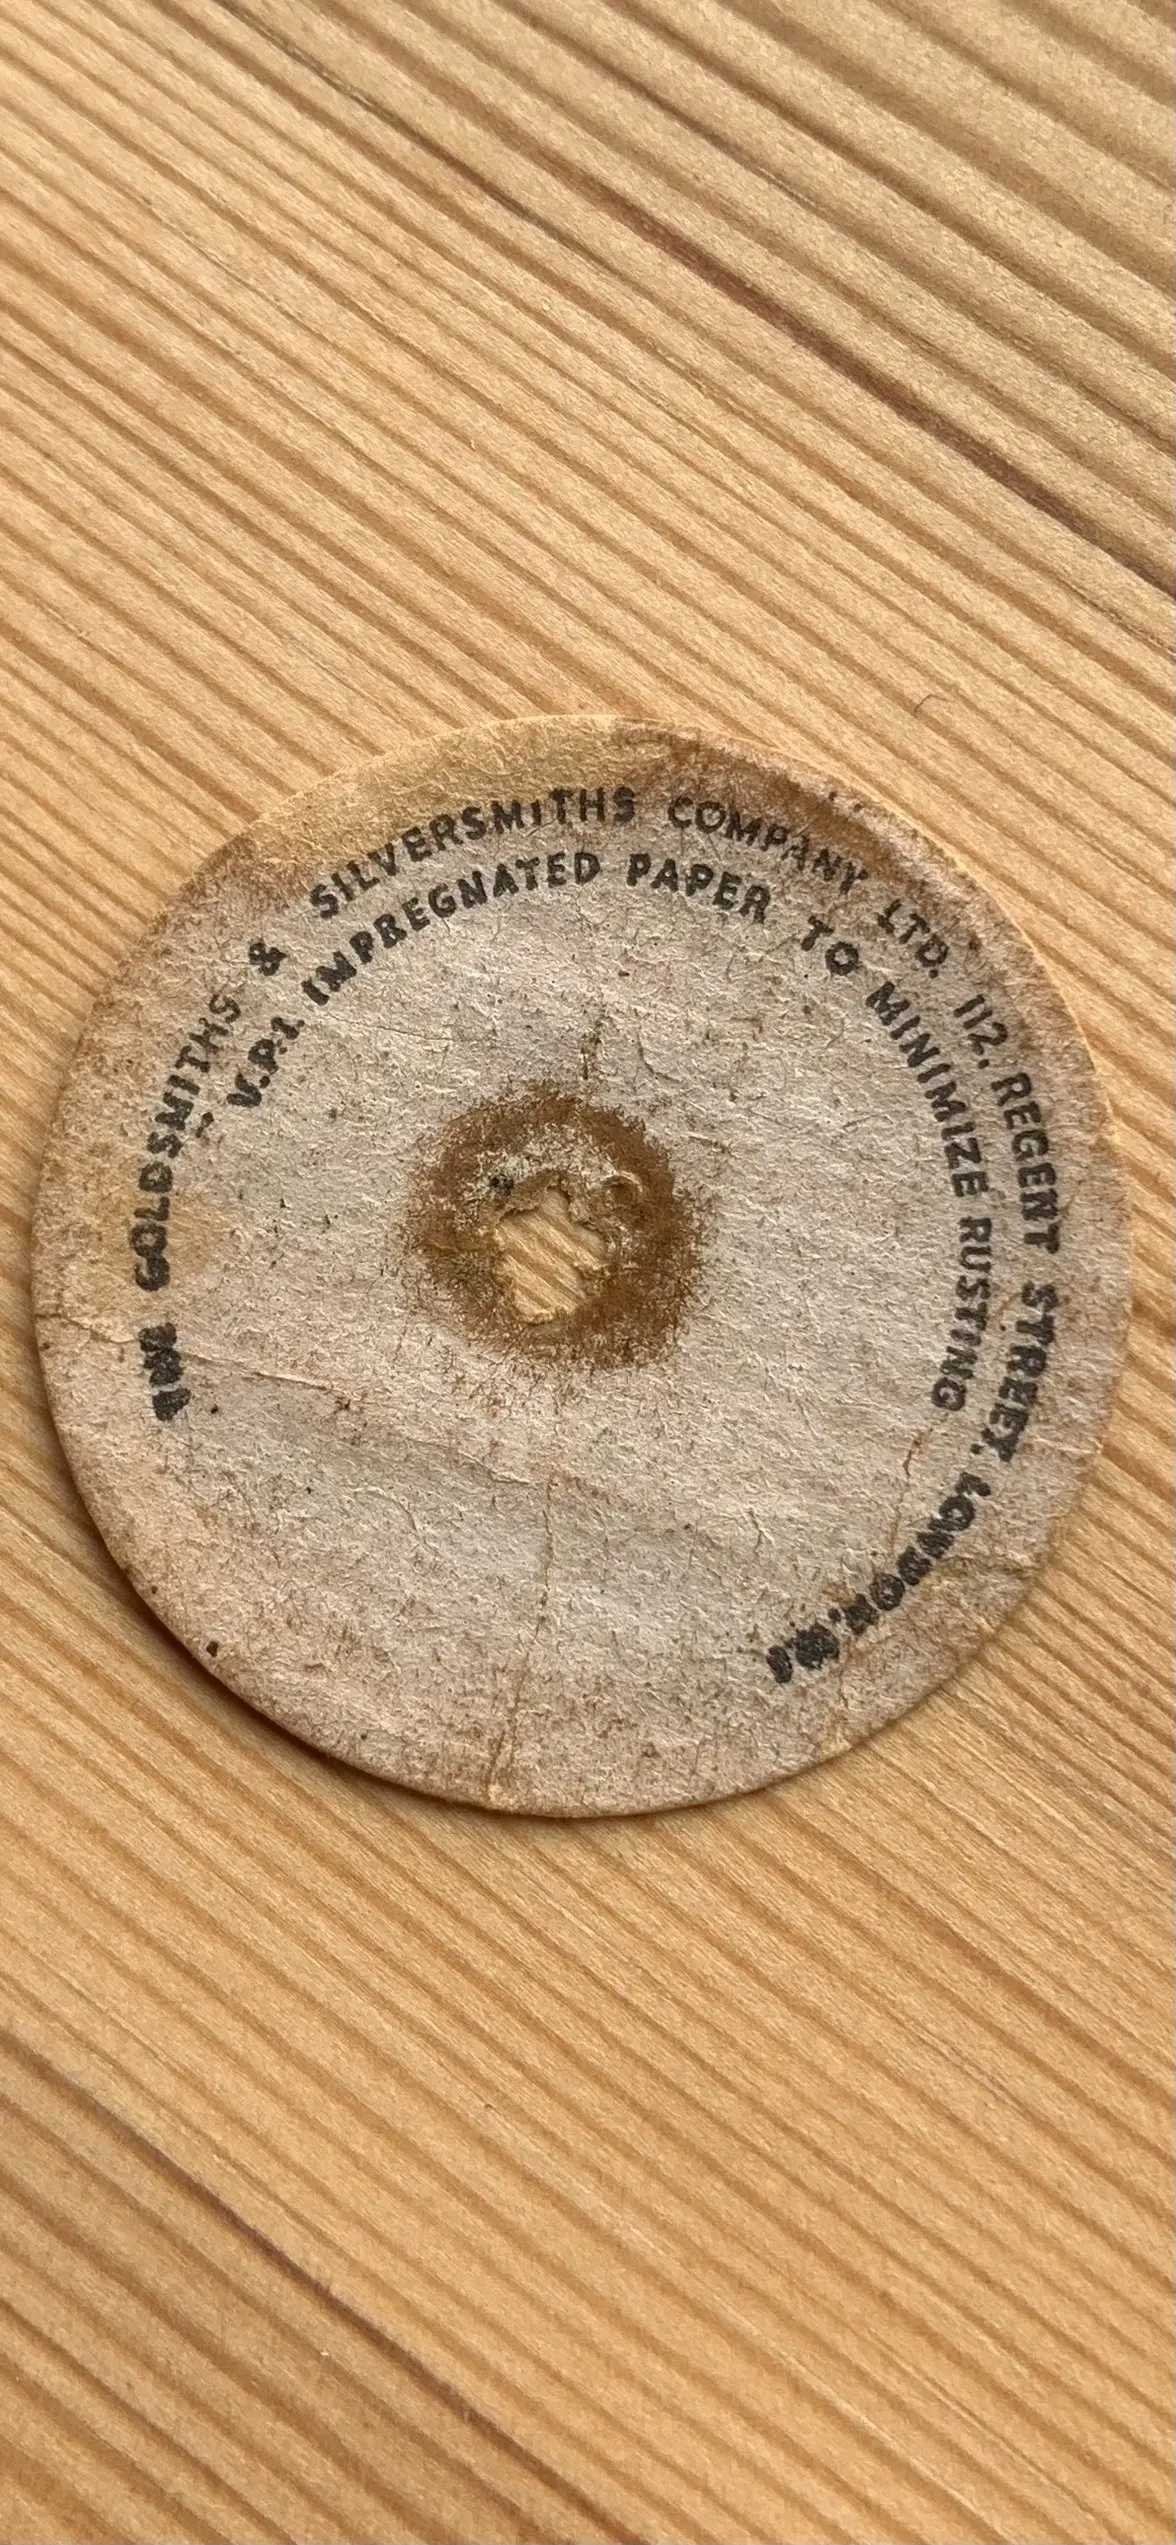 THE GOLDSMITHS & SILVERSMITHS COMPANY LTD. 112. REGENT STREET. LONDON. W.1
V.P.I. IMPREGNATED PAPER TO MINIMIZE RUSTING